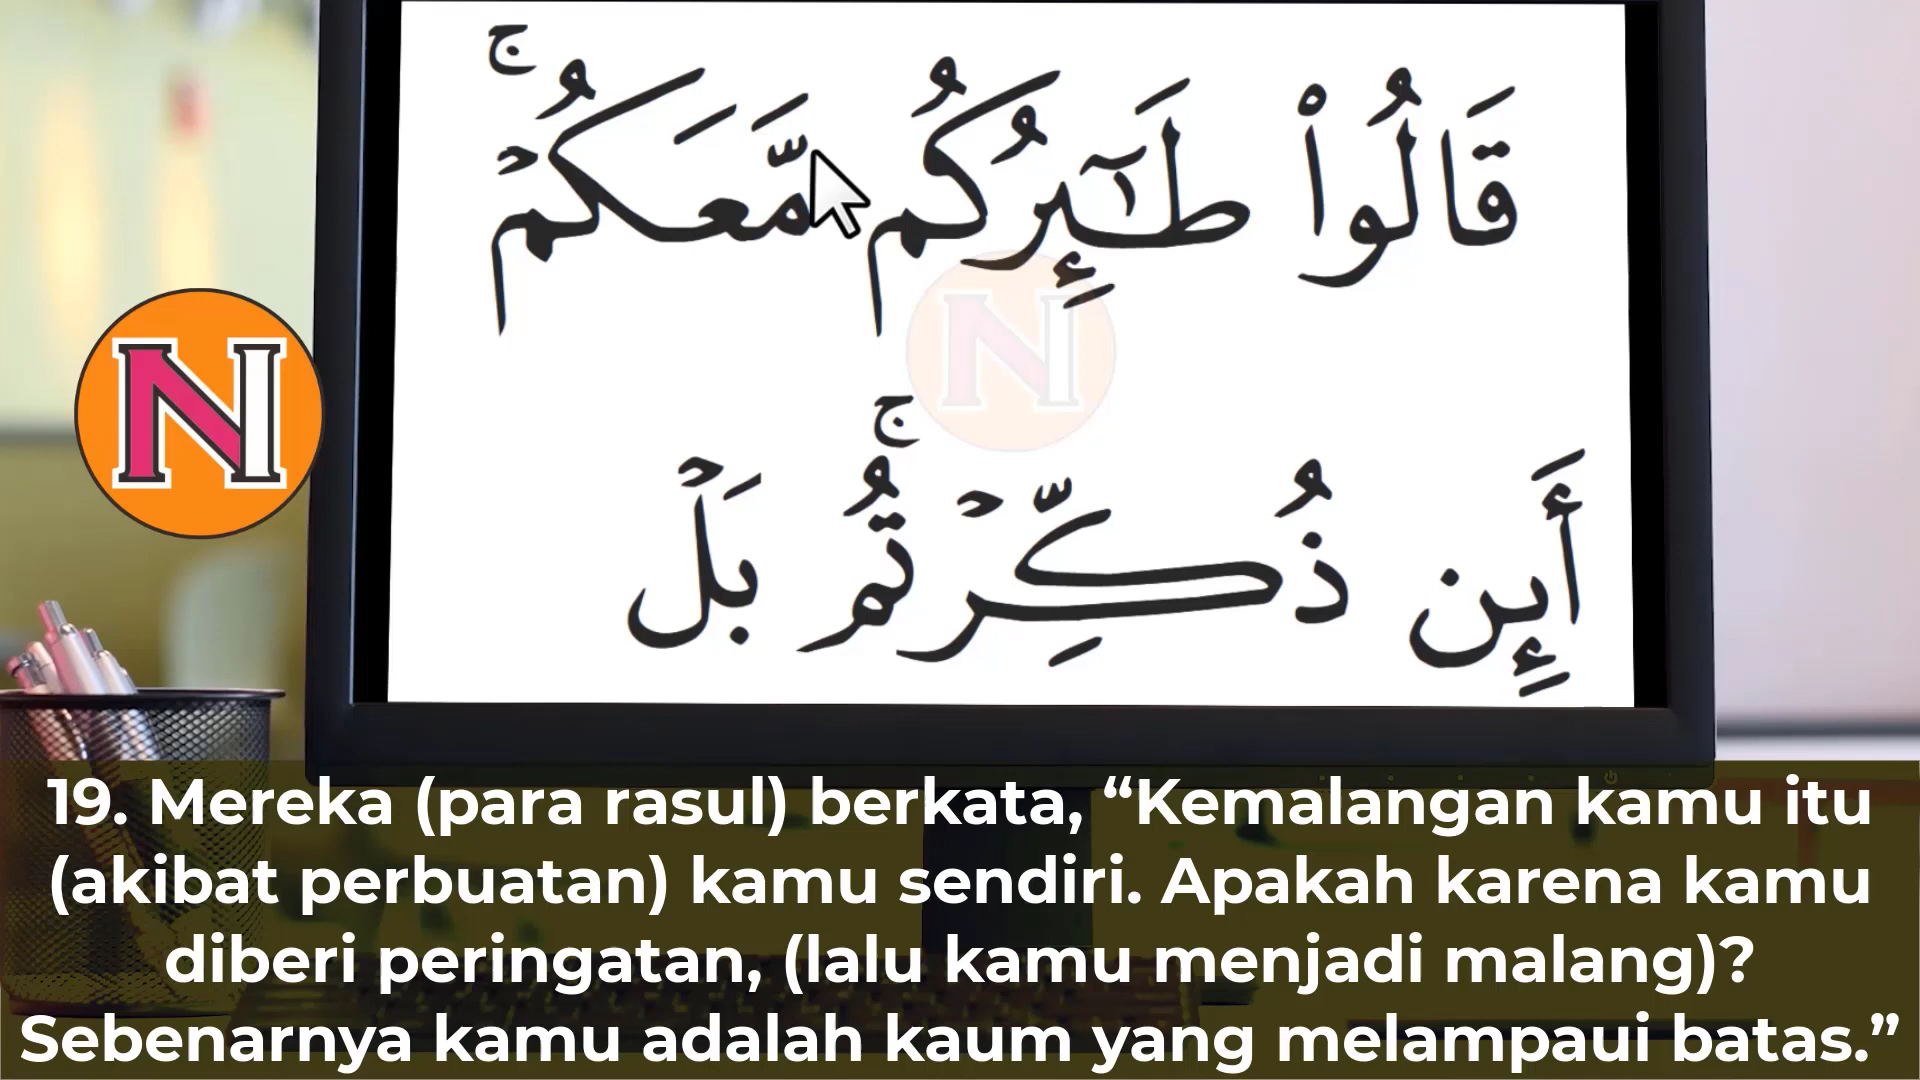 قَالُوا۟ طَـٰٓئِرُكُم مَّعَكُمْ ۚ
أَئِن ذُكِّرْتُم ۚ بَلْ
N
N
19. Mereka (para rasul) berkata, “Kemalangan kamu itu
(akibat perbuatan) kamu sendiri. Apakah karena kamu
diberi peringatan, (lalu kamu menjadi malang)?
Sebenarnya kamu adalah kaum yang melampaui batas.”